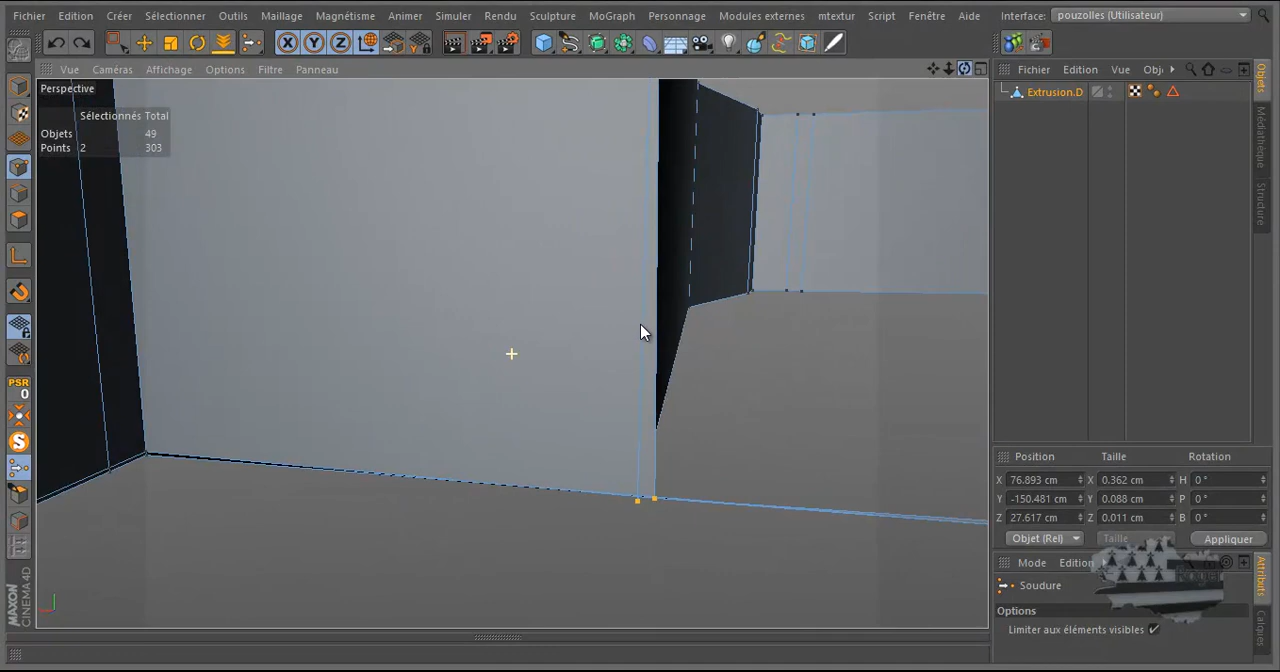 Fichier Edition Créer Sélectionner Outils Maillage Magnétisme Animer Simuler Rendu Sculpture MoGraph Personnage Modules externes mtextur Script Fenêtre Aide Interface: pouzolles (Utilisateur)
X Y Z
Vue Caméras Affichage Options Filtre Panneau
Fichier Edition Vue Obj
Perspective
Extrusion.D
Sélectionnés Total
Objets 49
Points 2 303
Objets
Médiathèque
Structure
PSR
0
S
MAXON
CINEMA 4D
Position Taille Rotation
X 76.893 cm X 0.362 cm H 0 °
Y -150.481 cm Y 0.088 cm P 0 °
Z 27.617 cm Z 0.011 cm B 0 °
Objet (Rel) Taille Appliquer
Mode Edition
Soudure
Options
Limiter aux éléments visibles
Attributs
Calques